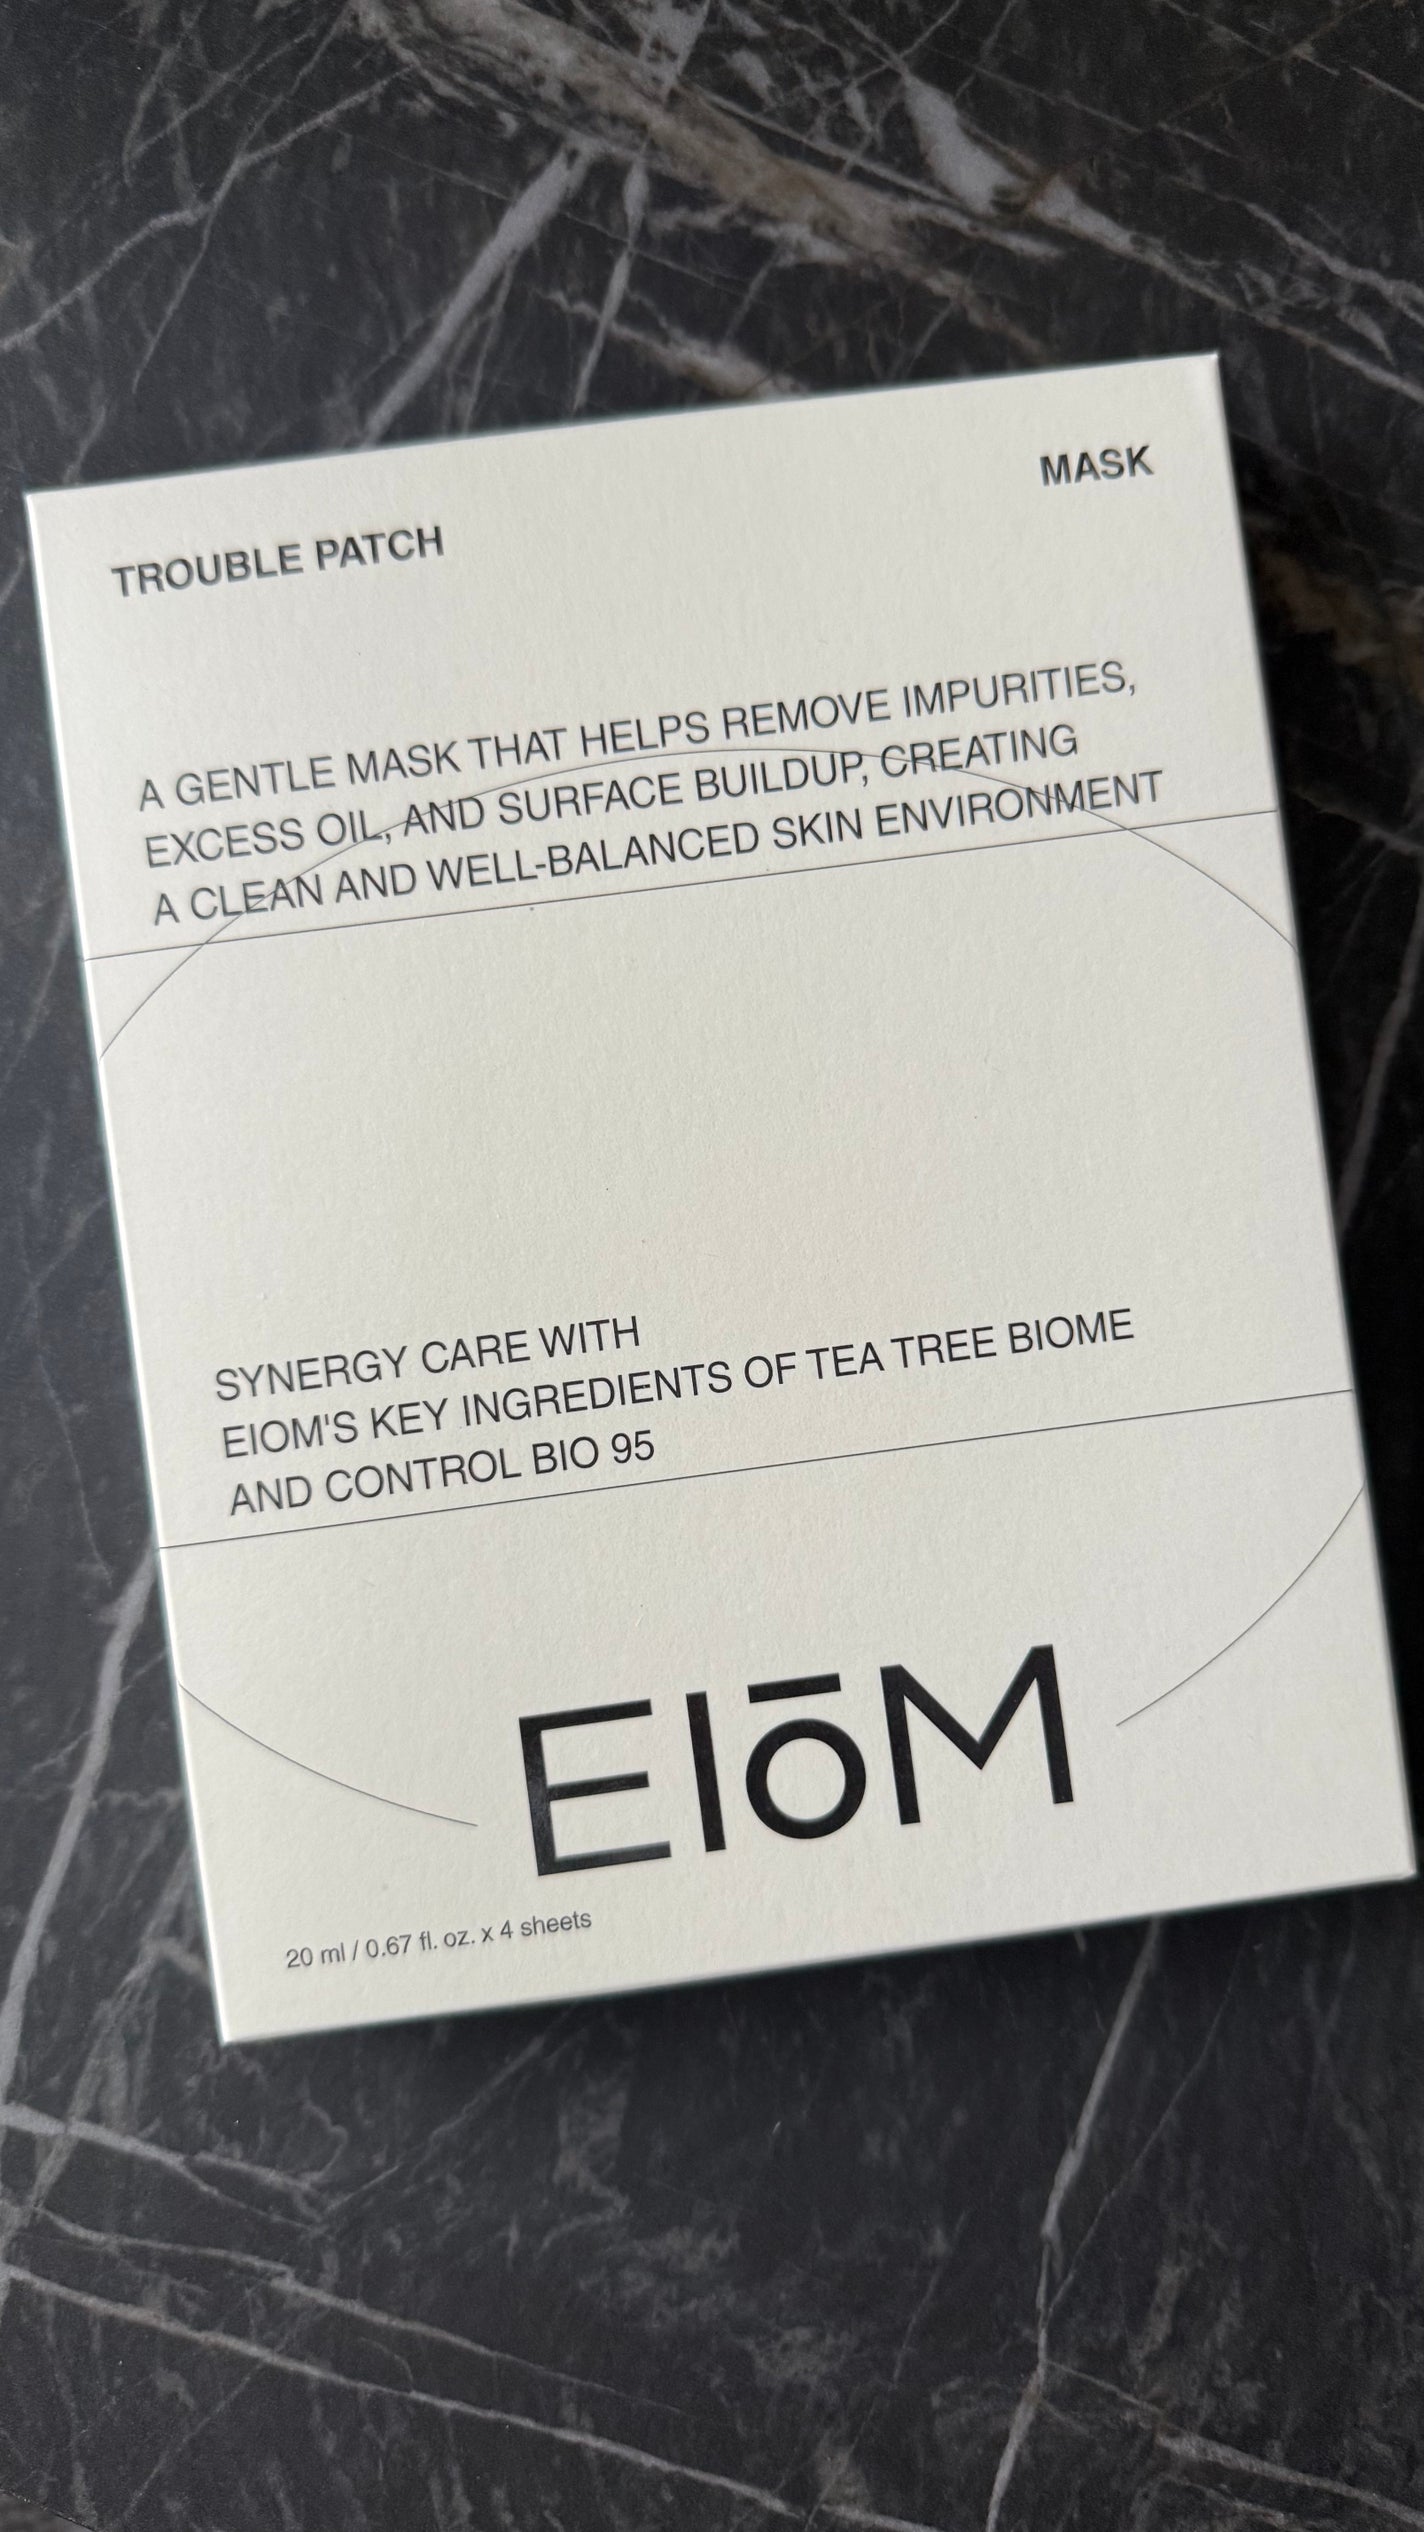 MASK
TROUBLE PATCH
A GENTLE MASK THAT HELPS REMOVE IMPURITIES,
EXCESS OIL, AND SURFACE BUILDUP, CREATING
A CLEAN AND WELL-BALANCED SKIN ENVIRONMENT
SYNERGY CARE WITH
EIOM'S KEY INGREDIENTS OF TEA TREE BIOME
AND CONTROL BIO 95
EIōM
20 ml / 0.67 fl. oz. x 4 sheets